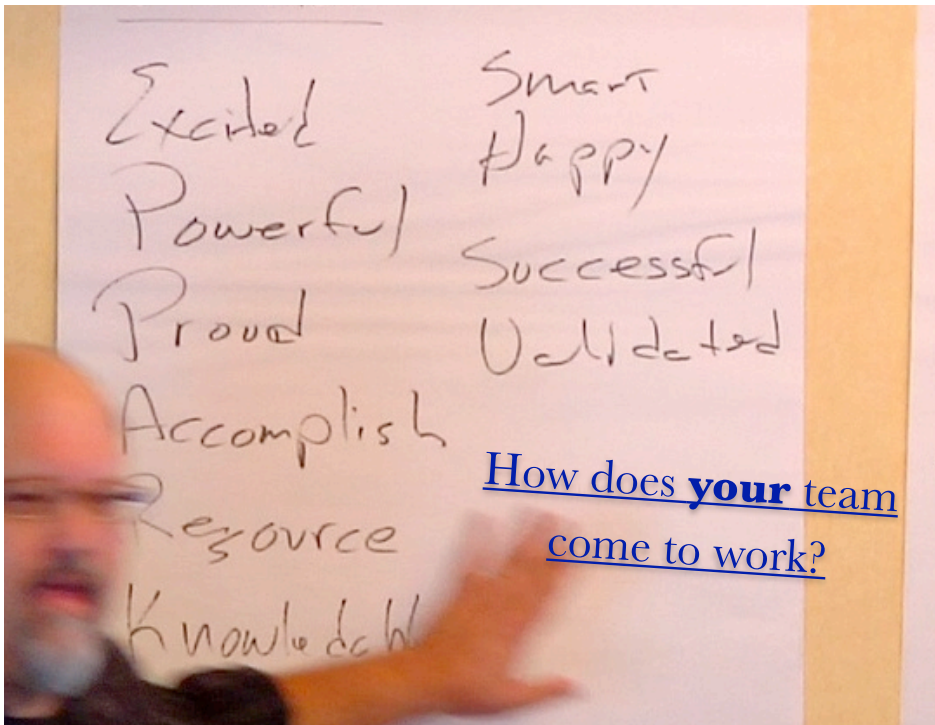 Excited
Powerful
Proud
Accomplish
Resource
Smart
Happy
Successful
Validated
How does your team
come to work?